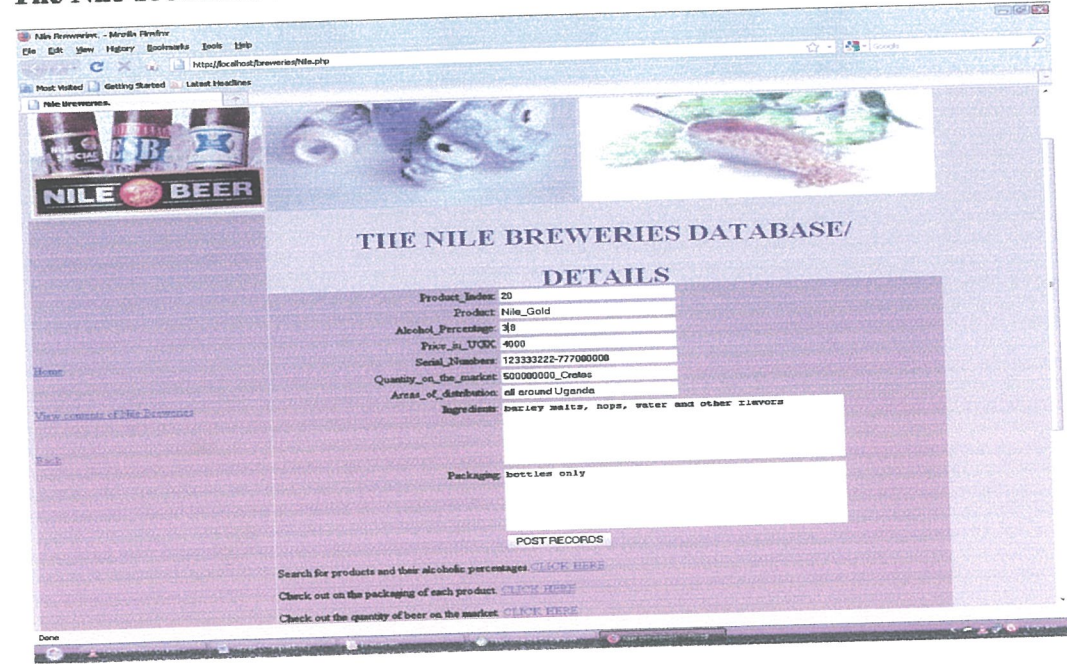 Nile Breweries. - Mozilla Firefox
File Edit View History Bookmarks Tools Help
http://localhost/breweries/Nile.php
Google
Most Visited Getting Started Latest Headlines
Nile Breweries.
NILE SPECIAL
ESB
NILE BEER
THE NILE BREWERIES DATABASE/
DETAILS
Product_Index: 20
Product: Nile_Gold
Alcohol_Percentage: 38
Price_in_UGX: 4000
Serial_Numbers: 123333222-777000008
Quantity_on_the_market: 500000000_Crates
Areas_of_distribution: all around Uganda
Ingredients: barley malts, hops, water and other flavors
Home
View contents of Nile Breweries
Back
Packaging: bottles only
POST RECORDS
Search for products and their alcoholic percentages. CLICK HERE
Check out on the packaging of each product. CLICK HERE
Check out the quantity of beer on the market. CLICK HERE
Done